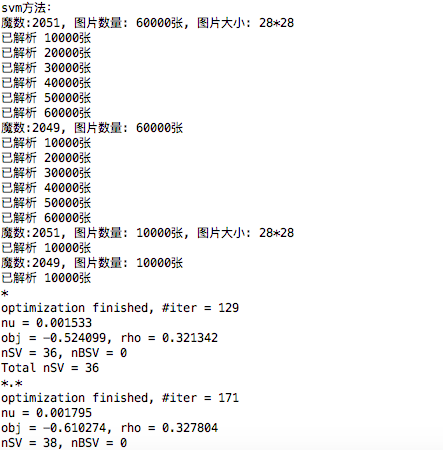 svm方法:
魔数:2051, 图片数量: 60000张, 图片大小: 28*28
已解析 10000张
已解析 20000张
已解析 30000张
已解析 40000张
已解析 50000张
已解析 60000张
魔数:2049, 图片数量: 60000张
已解析 10000张
已解析 20000张
已解析 30000张
已解析 40000张
已解析 50000张
已解析 60000张
魔数:2051, 图片数量: 10000张, 图片大小: 28*28
已解析 10000张
魔数:2049, 图片数量: 10000张
已解析 10000张
*
optimization finished, #iter = 129
nu = 0.001533
obj = -0.524099, rho = 0.321342
nSV = 36, nBSV = 0
Total nSV = 36
*.*
optimization finished, #iter = 171
nu = 0.001795
obj = -0.610274, rho = 0.327804
nSV = 38, nBSV = 0